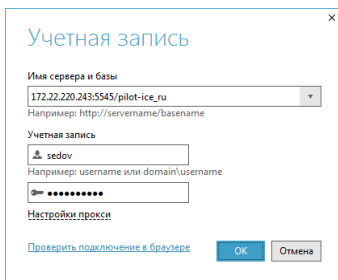 Учетная запись
Имя сервера и базы
172.22.220.243:5545/pilot-ice_ru
Например: http://servername/basename
Учетная запись
sedov
Например: username или domain\username
●●●●●●●●●●
Настройки прокси
Проверить подключение в браузере
ОК
Отмена